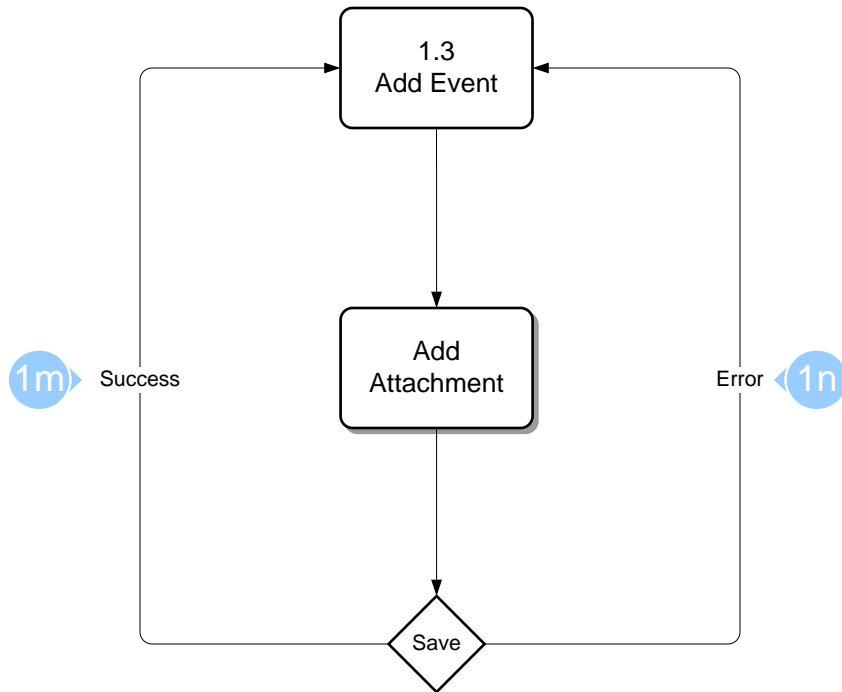 1.3
Add Event
Add
Attachment
1m
Success
Error
1n
Save